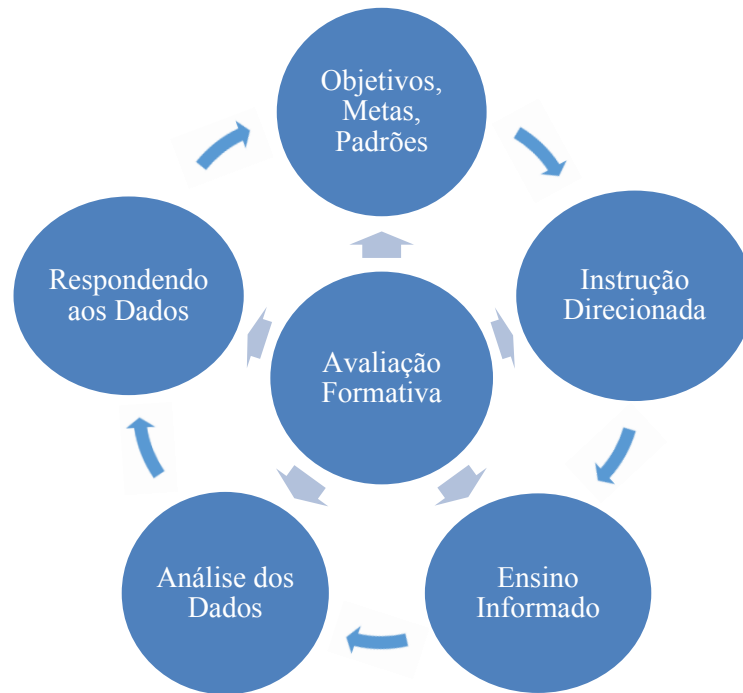 Objetivos,
Metas,
Padrões
Respondendo
aos Dados
Instrução
Direcionada
Avaliação
Formativa
Análise dos
Dados
Ensino
Informado